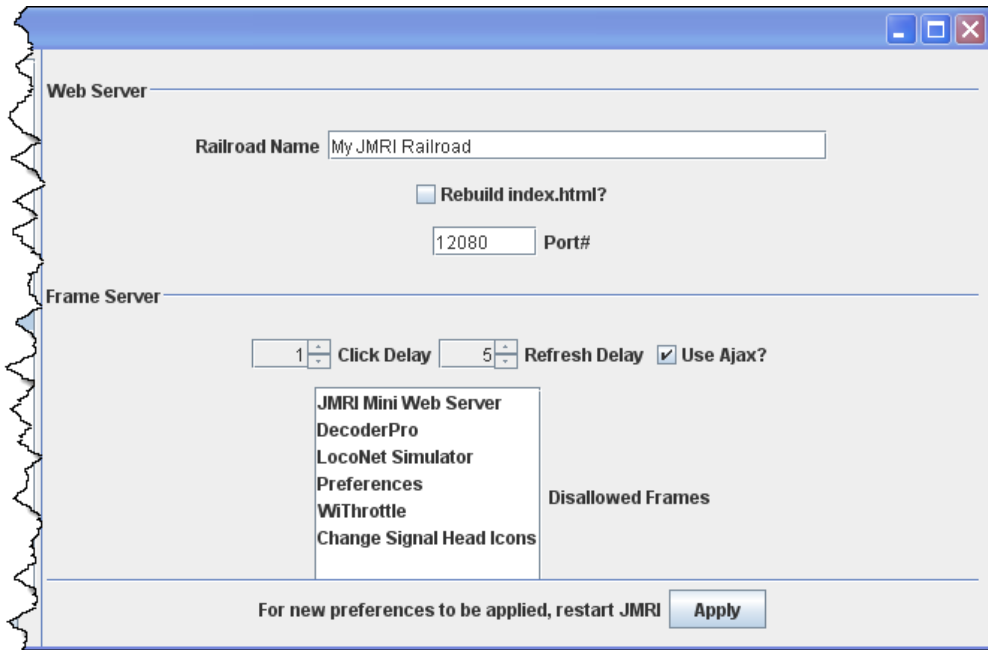 Web Server
Railroad Name My JMRI Railroad
Rebuild index.html?
12080 Port#
Frame Server
1 Click Delay 5 Refresh Delay Use Ajax?
JMRI Mini Web Server
DecoderPro
LocoNet Simulator
Preferences
WiThrottle
Disallowed Frames
Change Signal Head Icons
For new preferences to be applied, restart JMRI Apply